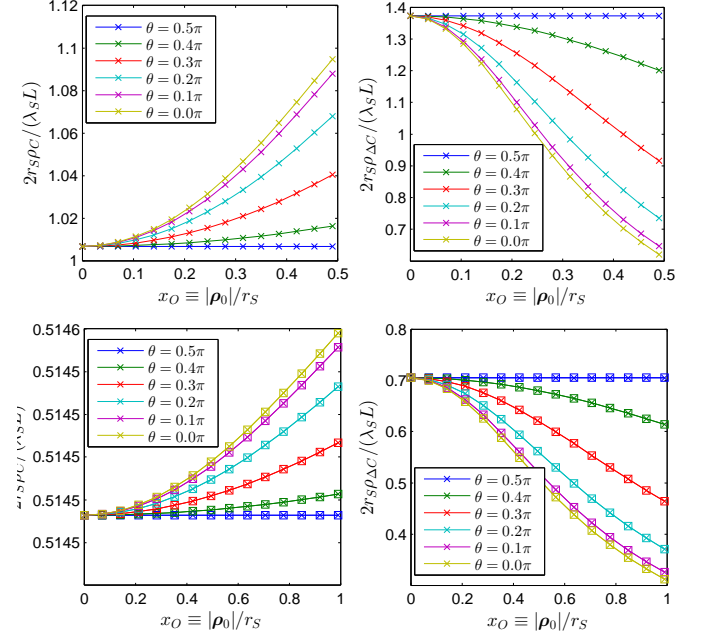 1.12
1.1
1.08
1.06
1.04
1.02
1
2r_Sρ_C/(λ_SL)
θ = 0.5π
θ = 0.4π
θ = 0.3π
θ = 0.2π
θ = 0.1π
θ = 0.0π
0 0.1 0.2 0.3 0.4 0.5
x_O ≡ |ρ_0|/r_S
1.4
1.3
1.2
1.1
1
0.9
0.8
0.7
2r_Sρ_ΔC/(λ_SL)
θ = 0.5π
θ = 0.4π
θ = 0.3π
θ = 0.2π
θ = 0.1π
θ = 0.0π
0 0.1 0.2 0.3 0.4 0.5
x_O ≡ |ρ_0|/r_S
0.5146
0.5146
0.5145
0.5145
0.5145
0.5145
2r_Sρ_C/(λ_SL)
θ = 0.5π
θ = 0.4π
θ = 0.3π
θ = 0.2π
θ = 0.1π
θ = 0.0π
0 0.2 0.4 0.6 0.8 1
x_O ≡ |ρ_0|/r_S
0.8
0.7
0.6
0.5
0.4
2r_Sρ_ΔC/(λ_SL)
θ = 0.5π
θ = 0.4π
θ = 0.3π
θ = 0.2π
θ = 0.1π
θ = 0.0π
0 0.2 0.4 0.6 0.8 1
x_O ≡ |ρ_0|/r_S